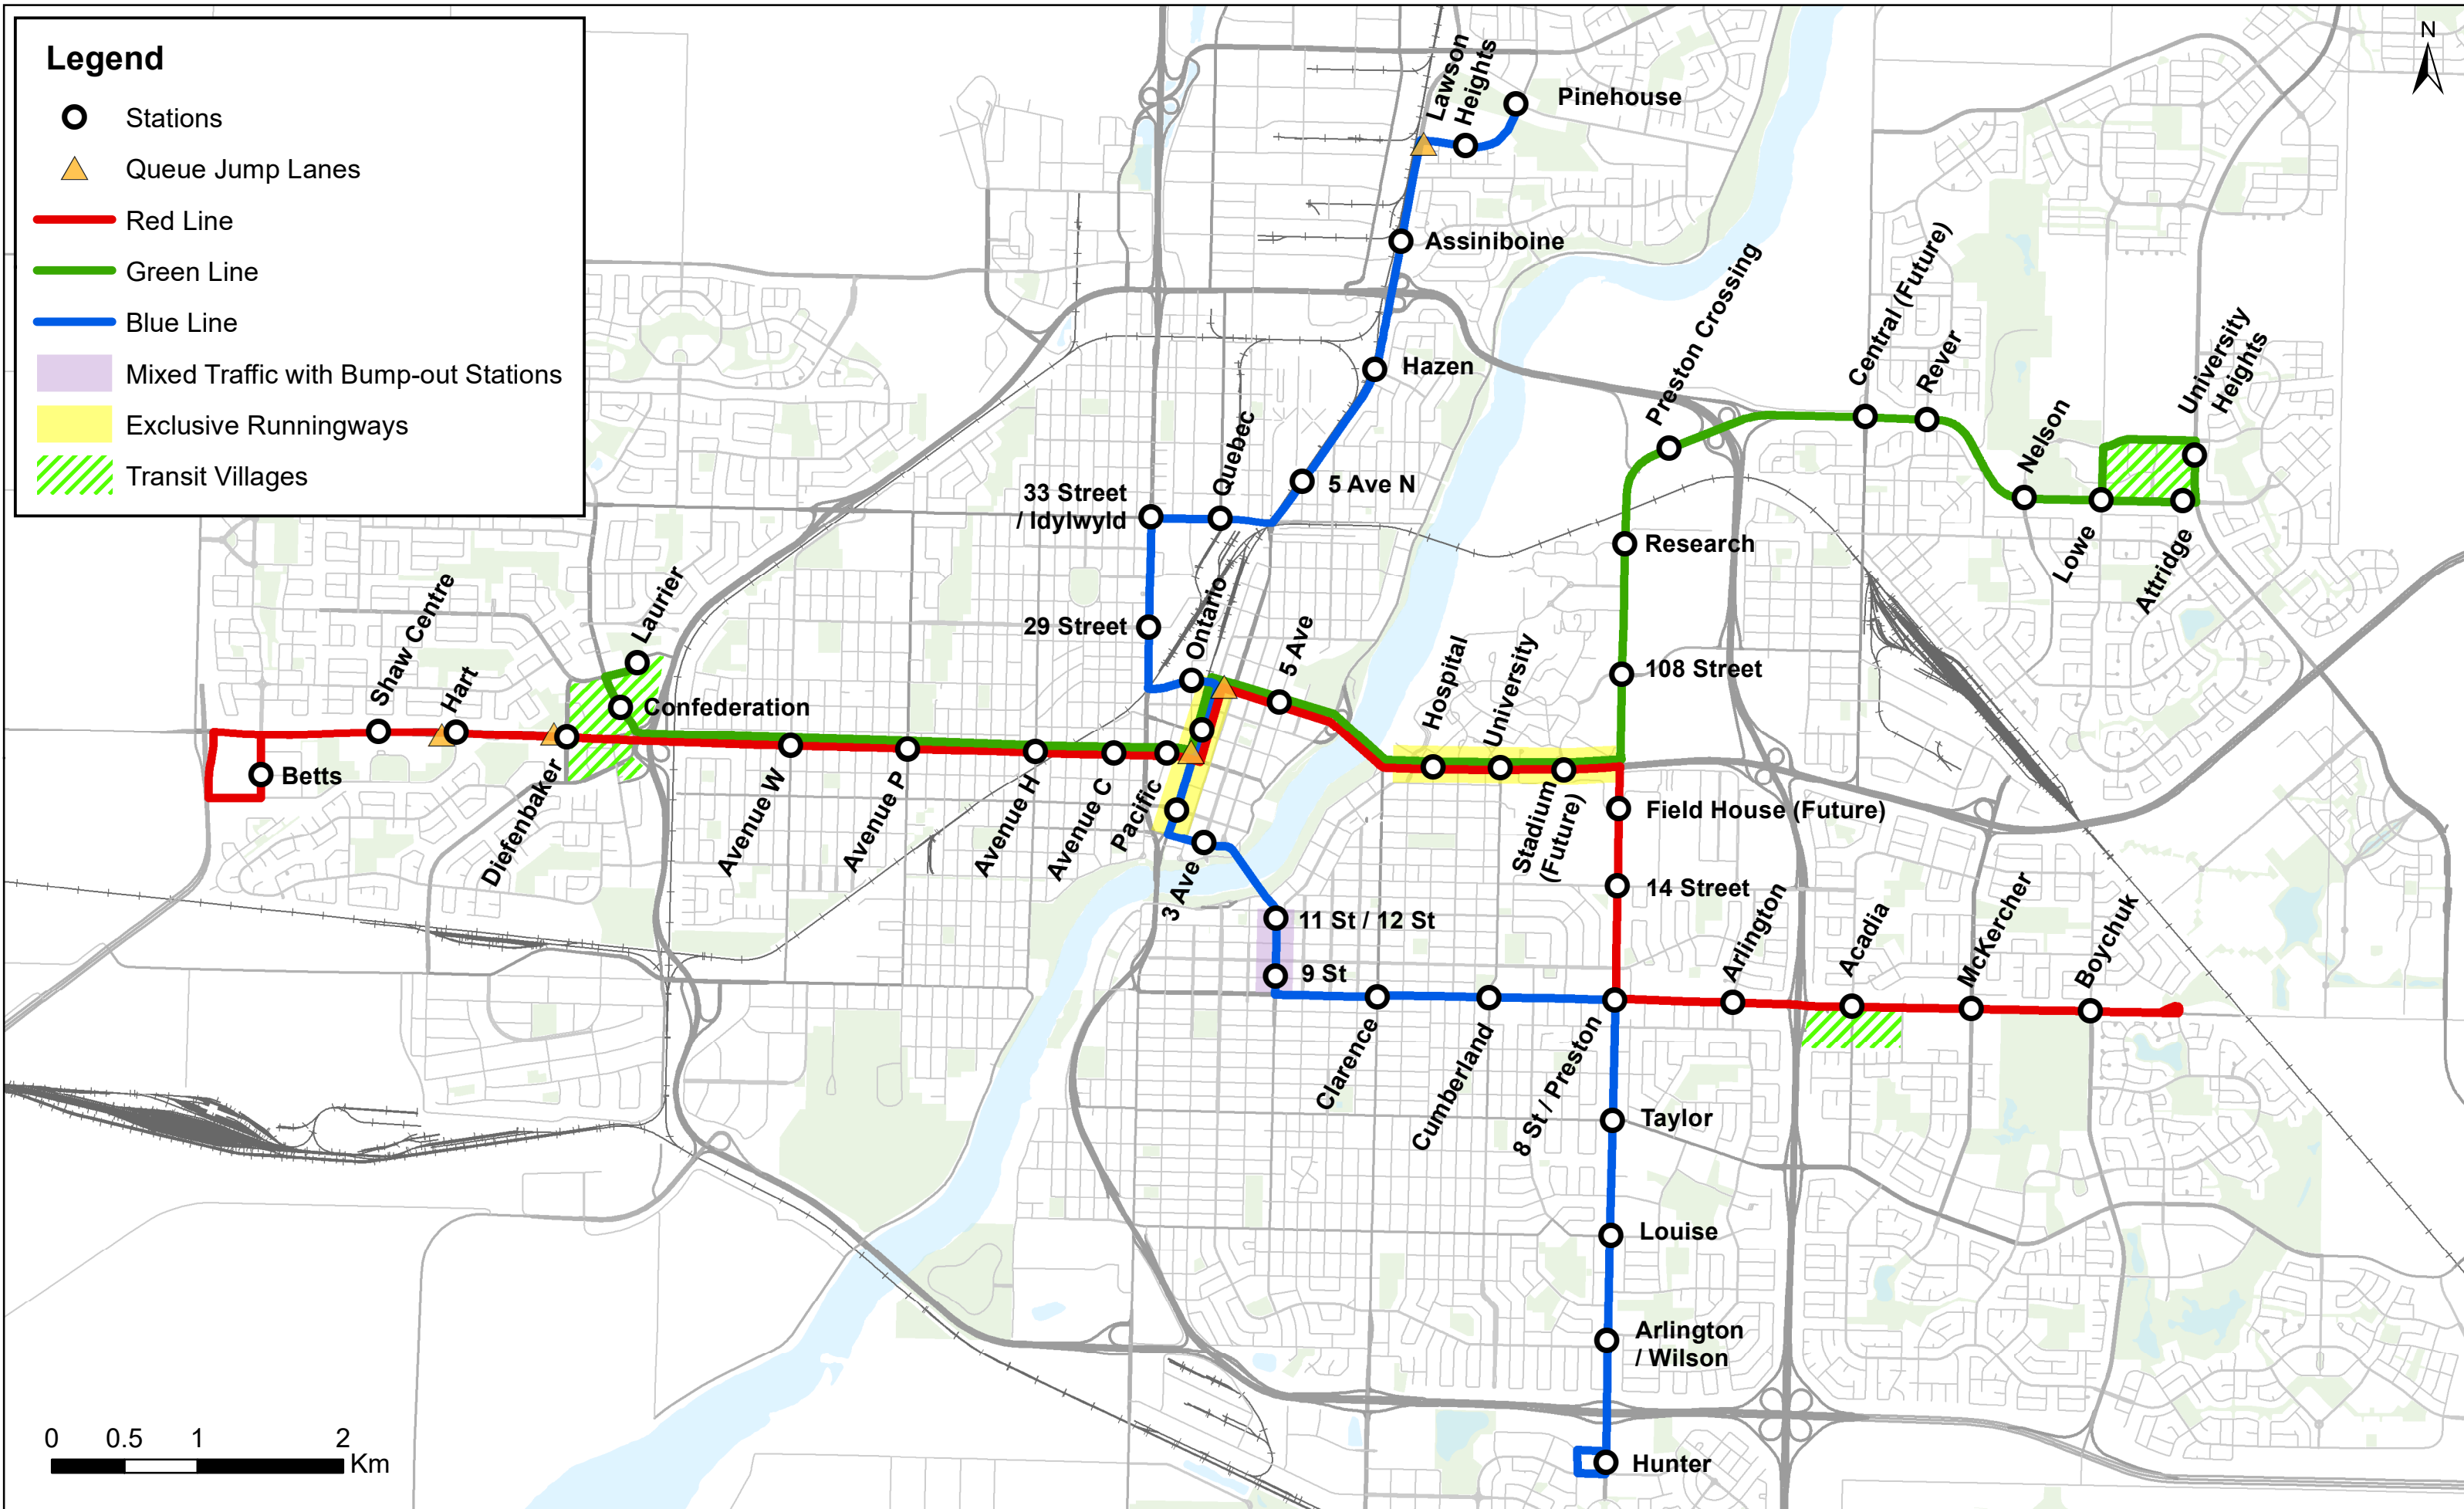 Legend
Stations
Queue Jump Lanes
Red Line
Green Line
Blue Line
Mixed Traffic with Bump-out Stations
Exclusive Runningways
Transit Villages
N
Lawson
Heights
Pinehouse
Assiniboine
Hazen
Quebec
5 Ave N
33 Street
/ Idylwyld
29 Street
Ontario
5 Ave
Preston Crossing
Central (Future)
Rever
Nelson
University
Heights
Lowe
Attridge
Research
108 Street
Hospital
University
Stadium
(Future)
Field House (Future)
14 Street
Laurier
Confederation
Shaw Centre
Hart
Betts
Diefenbaker
Avenue W
Avenue P
Avenue H
Avenue C
Pacific
3 Ave
11 St / 12 St
9 St
Clarence
Cumberland
8 St / Preston
Arlington
Acadia
McKercher
Boychuk
Taylor
Louise
Arlington
/ Wilson
Hunter
0 0.5 1 2
Km